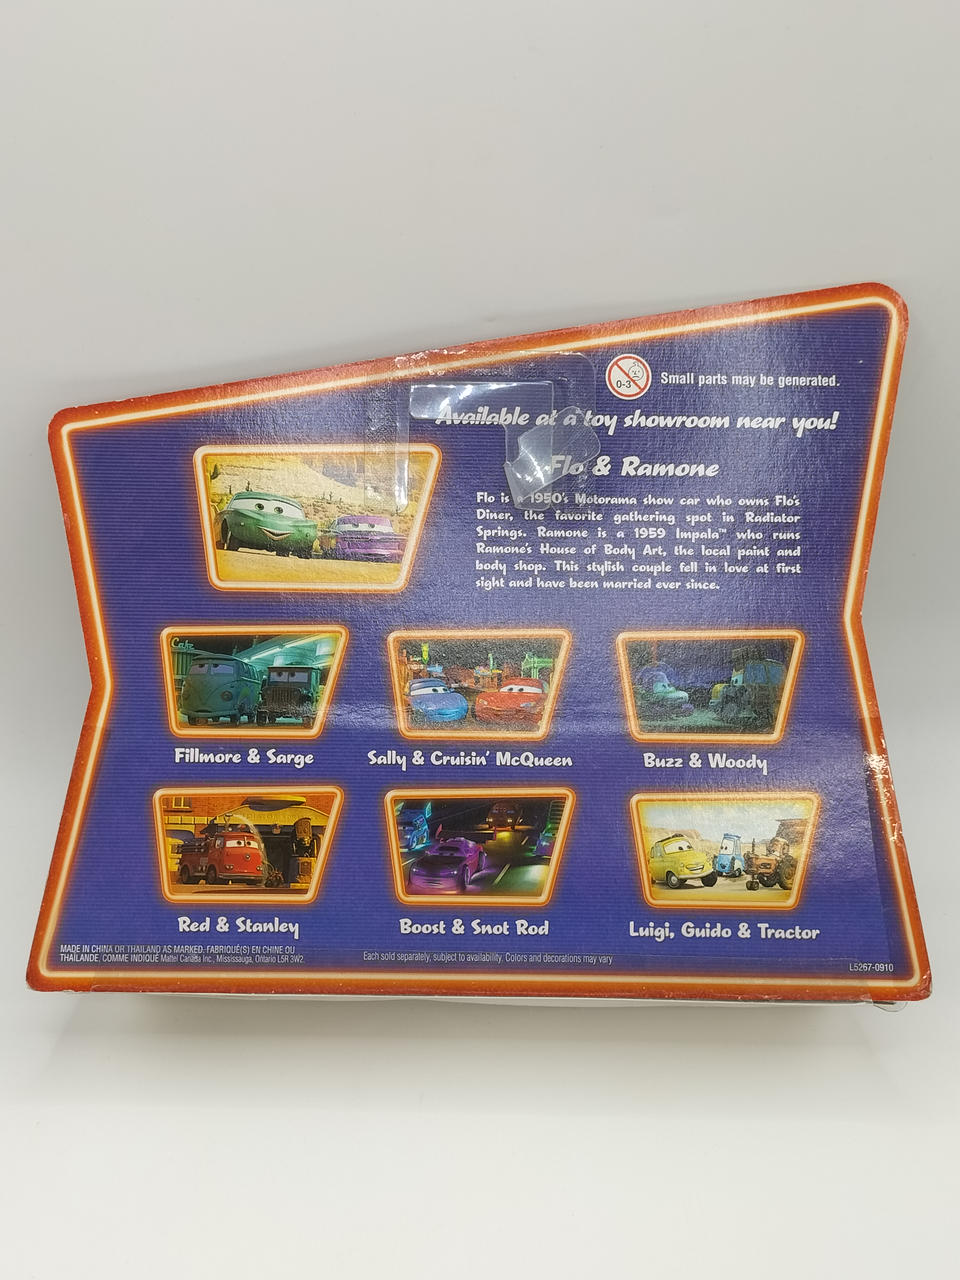 0-3
Small parts may be generated.
Available at a toy showroom near you!
Flo & Ramone
Flo is a 1950's Motorama show car who owns Flo's
Diner, the favorite gathering spot in Radiator
Springs. Ramone is a 1959 Impala™ who runs
Ramone's House of Body Art, the local paint and
body shop. This stylish couple fell in love at first
sight and have been married ever since.
Cafe
Fillmore & Sarge
Sally & Cruisin' McQueen
Buzz & Woody
Red & Stanley
Boost & Snot Rod
Luigi, Guido & Tractor
MADE IN CHINA OR THAILAND AS MARKED. FABRIQUÉ(S) EN CHINE OU
THAÏLANDE, COMME INDIQUÉ Mattel Canada Inc., Mississauga, Ontario L5R 3W2.
Each sold separately, subject to availability. Colors and decorations may vary
L5267-0910